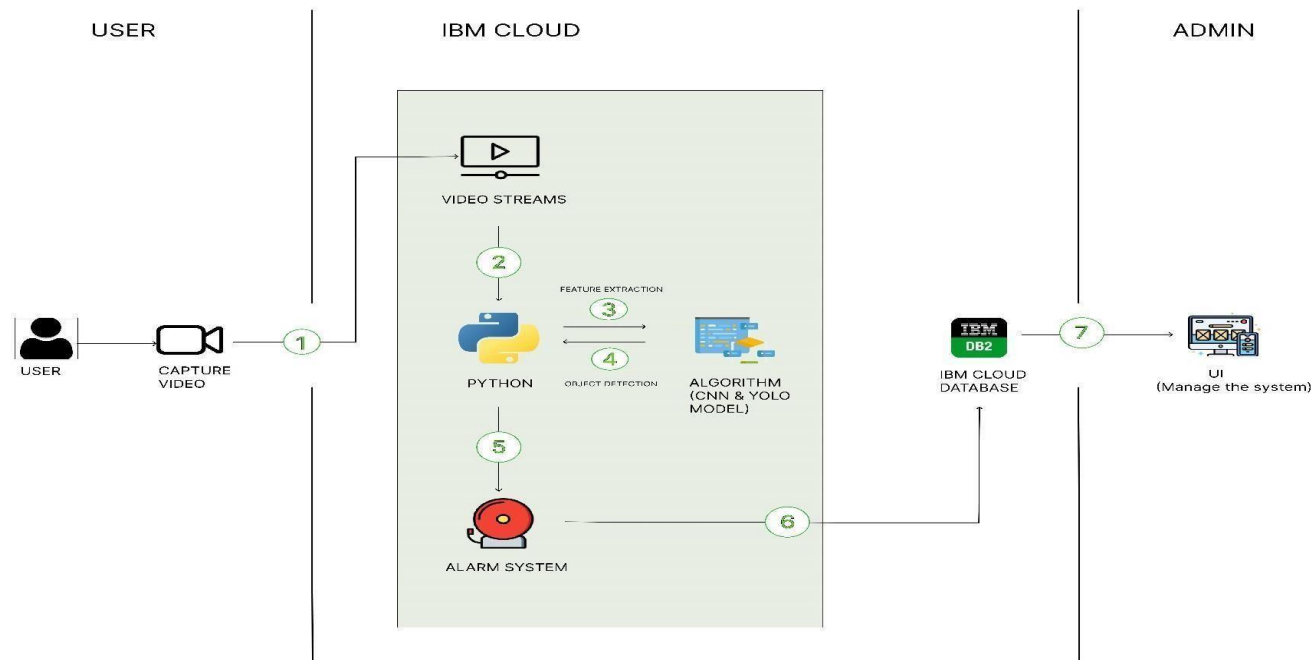 USER
IBM CLOUD
ADMIN
VIDEO STREAMS
2
FEATURE EXTRACTION
3
4
OBJECT DETECTION
PYTHON
ALGORITHM
(CNN & YOLO
MODEL)
USER
CAPTURE
VIDEO
1
5
ALARM SYSTEM
6
IBM
DB2
IBM CLOUD
DATABASE
7
UI
(Manage the system)